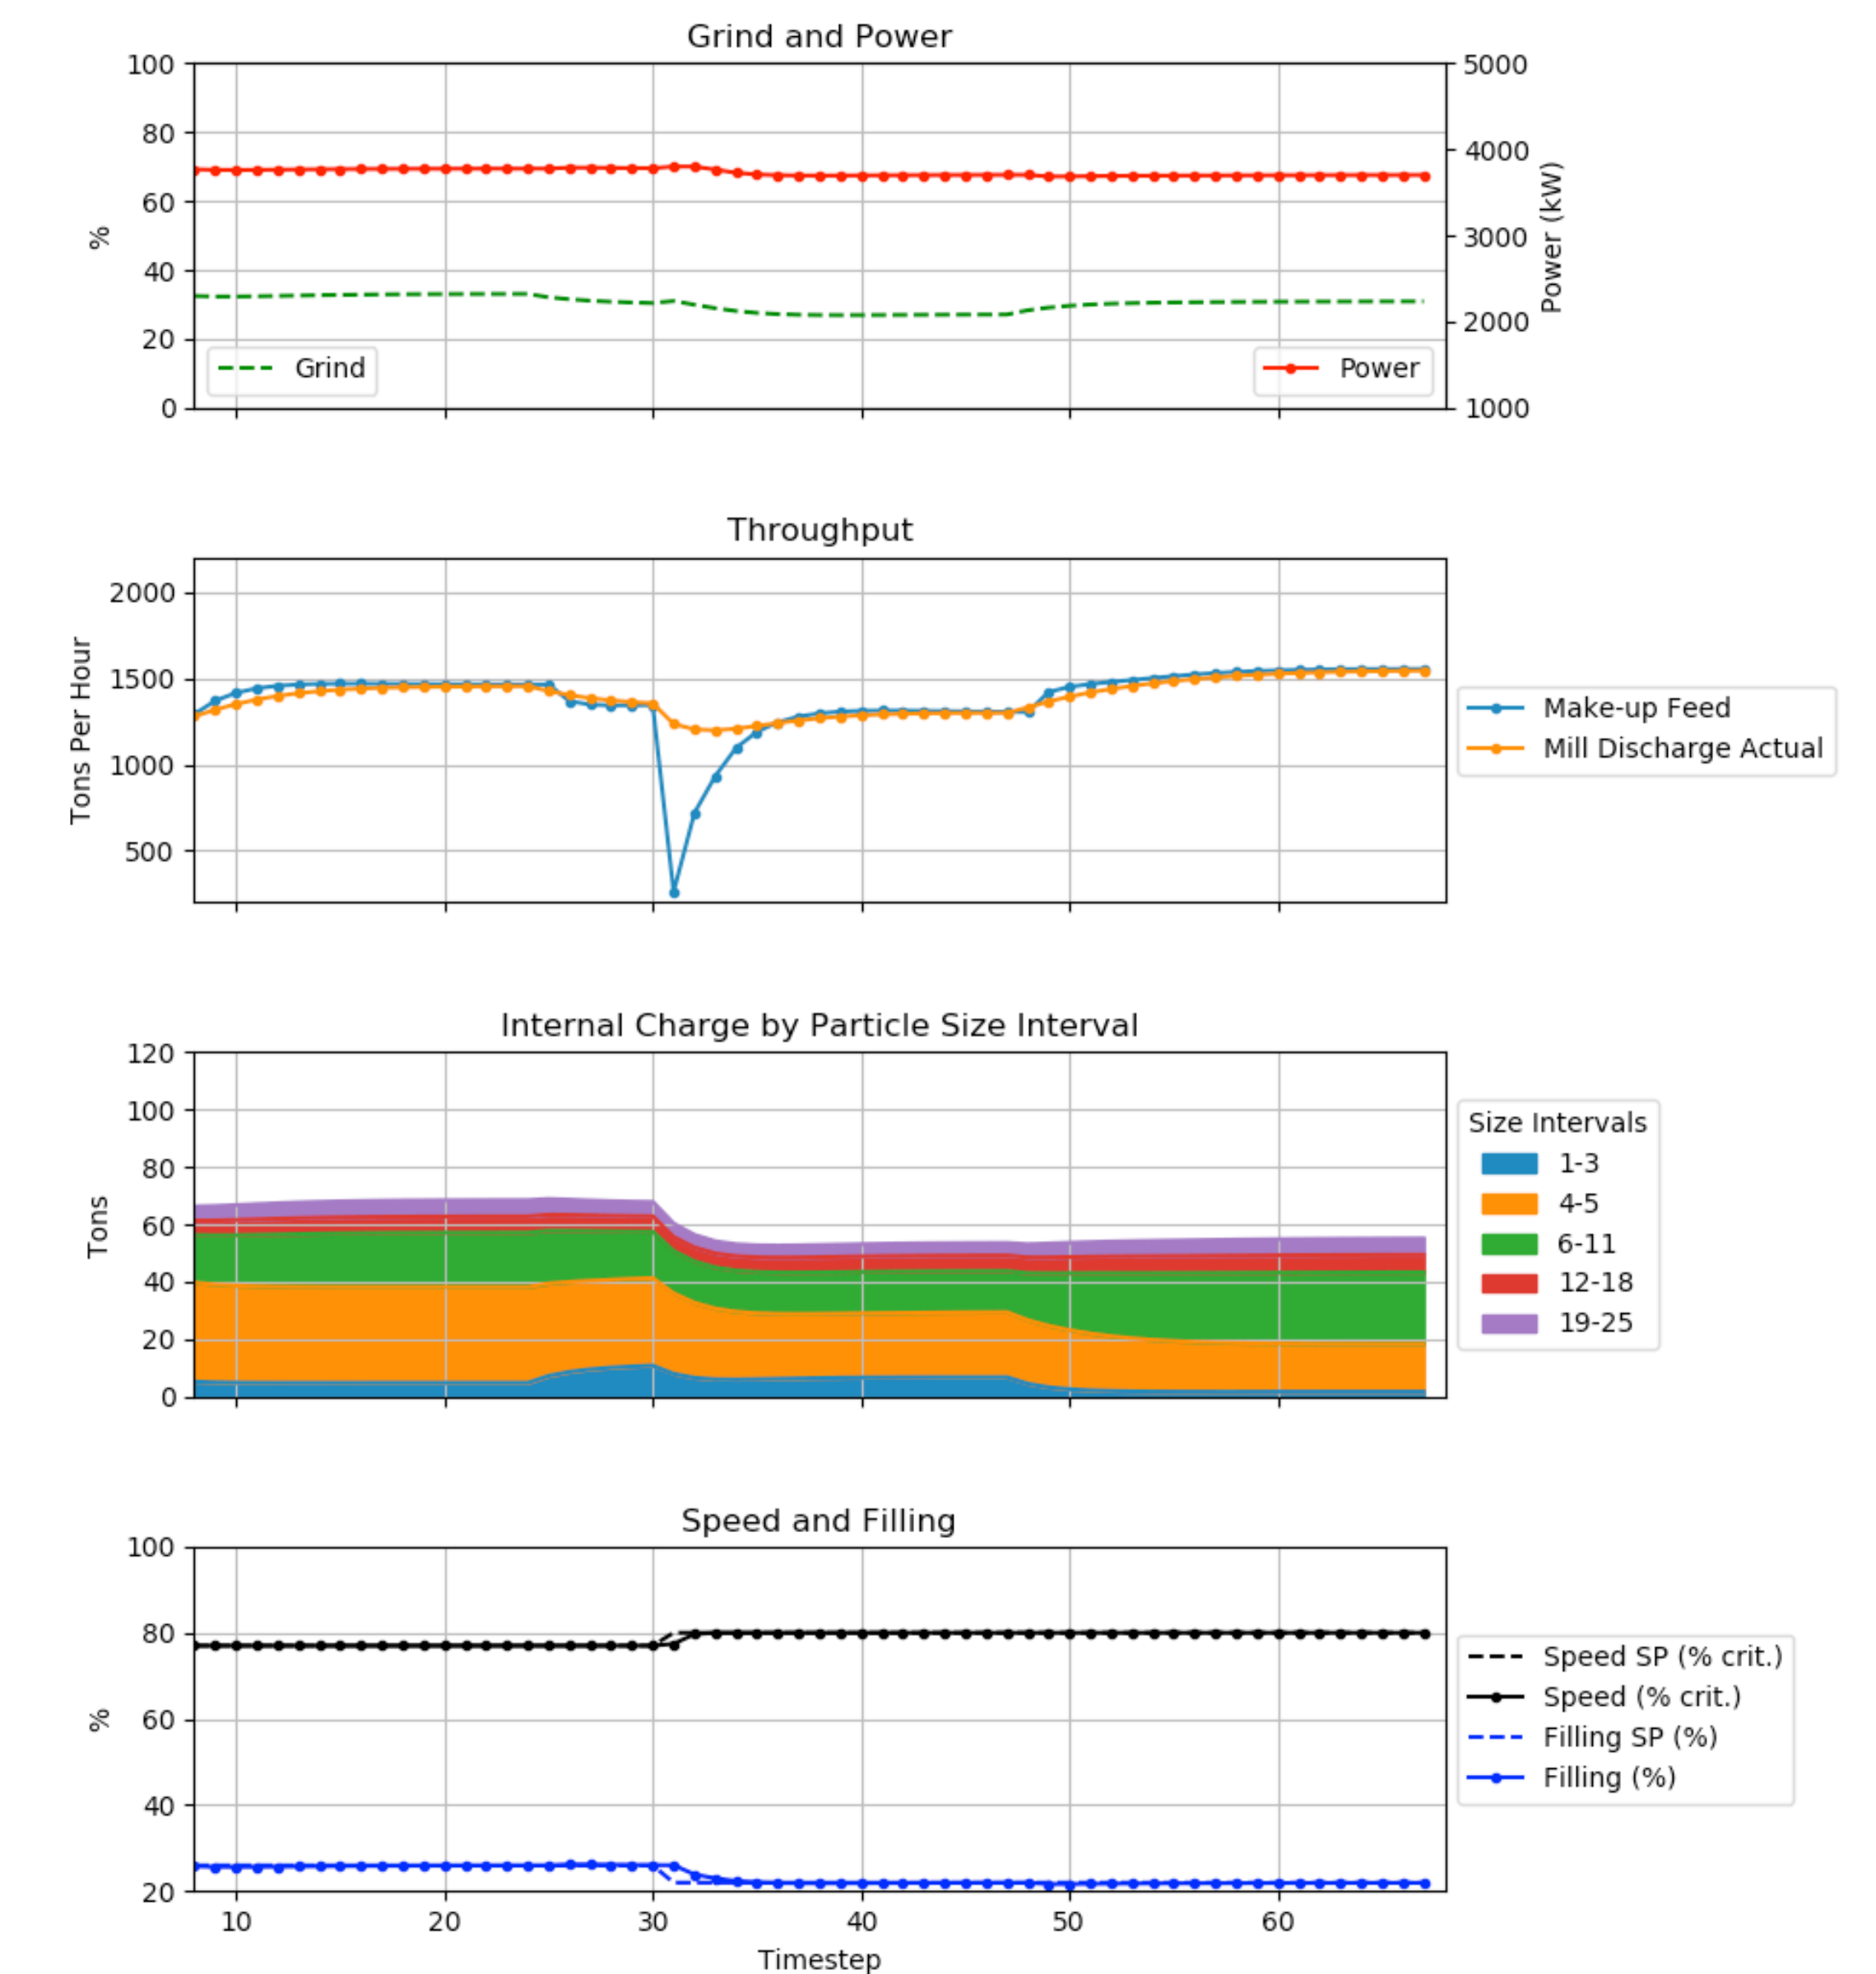 Grind and Power
100
80
60
40
20
0
%
5000
4000
3000
2000
1000
Power (kW)
Grind
Power
Throughput
2000
1500
1000
500
Tons Per Hour
Make-up Feed
Mill Discharge Actual
Internal Charge by Particle Size Interval
120
100
80
60
40
20
0
Tons
Size Intervals
1-3
4-5
6-11
12-18
19-25
Speed and Filling
100
80
60
40
20
%
Speed SP (% crit.)
Speed (% crit.)
Filling SP (%)
Filling (%)
10 20 30 40 50 60
Timestep